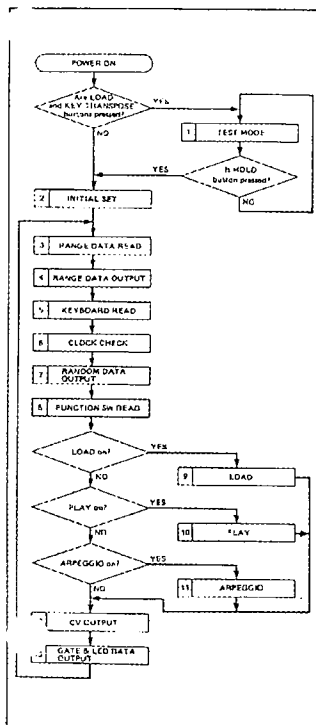 POWER ON
Are LOAD
and KEY TRANSPOSE
buttons pressed?
YES
NO
1 TEST MODE
Is HOLD
button pressed?
YES
NO
2 INITIAL SET
3 RANGE DATA READ
4 RANGE DATA OUTPUT
5 KEYBOARD READ
6 CLOCK CHECK
7 RANDOM DATA
OUTPUT
8 FUNCTION SW READ
LOAD on?
YES
NO
9 LOAD
PLAY on?
YES
NO
10 PLAY
ARPEGGIO on?
YES
NO
11 ARPEGGIO
CV OUTPUT
GATE & LED DATA
OUTPUT